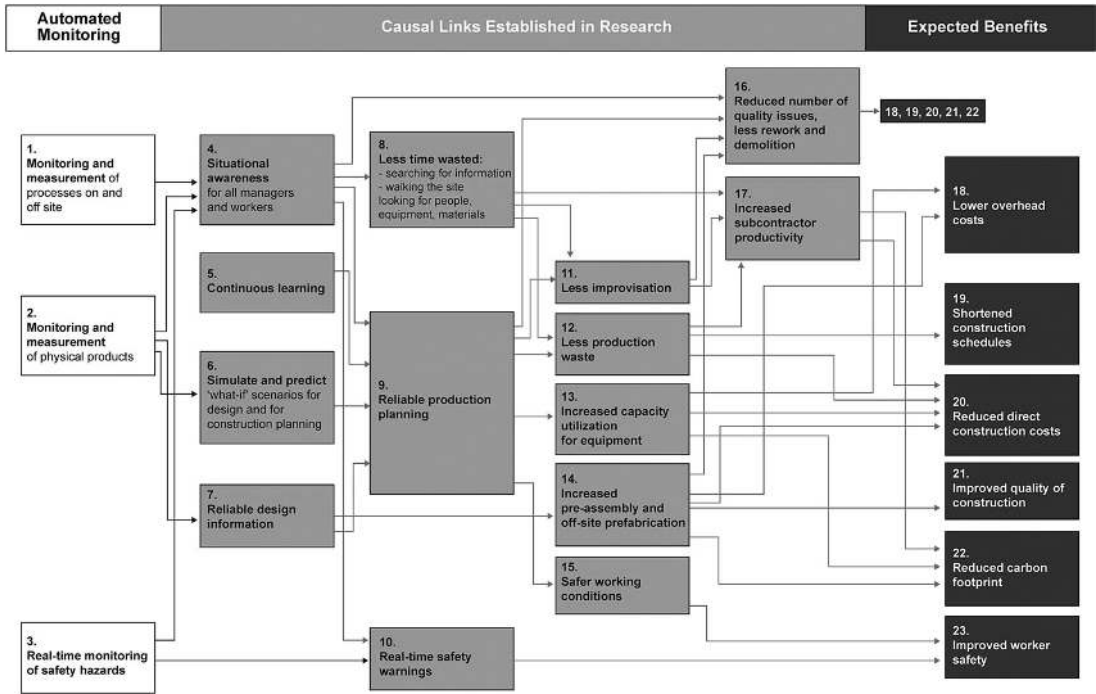 Automated
Monitoring
Causal Links Established in Research
Expected Benefits
1.
Monitoring and
measurement of
processes on and
off site
2.
Monitoring and
measurement
of physical products
3.
Real-time monitoring
of safety hazards
4.
Situational
awareness
for all managers
and workers
5.
Continuous learning
6.
Simulate and predict
'what-if' scenarios for
design and for
construction planning
7.
Reliable design
information
8.
Less time wasted:
- searching for information
- walking the site
looking for people,
equipment, materials
9.
Reliable production
planning
10.
Real-time safety
warnings
11.
Less improvisation
12.
Less production
waste
13.
Increased capacity
utilization
for equipment
14.
Increased
pre-assembly and
off-site prefabrication
15.
Safer working
conditions
16.
Reduced number of
quality issues,
less rework and
demolition
17.
Increased
subcontractor
productivity
18, 19, 20, 21, 22
18.
Lower overhead
costs
19.
Shortened
construction
schedules
20.
Reduced direct
construction costs
21.
Improved quality of
construction
22.
Reduced carbon
footprint
23.
Improved worker
safety